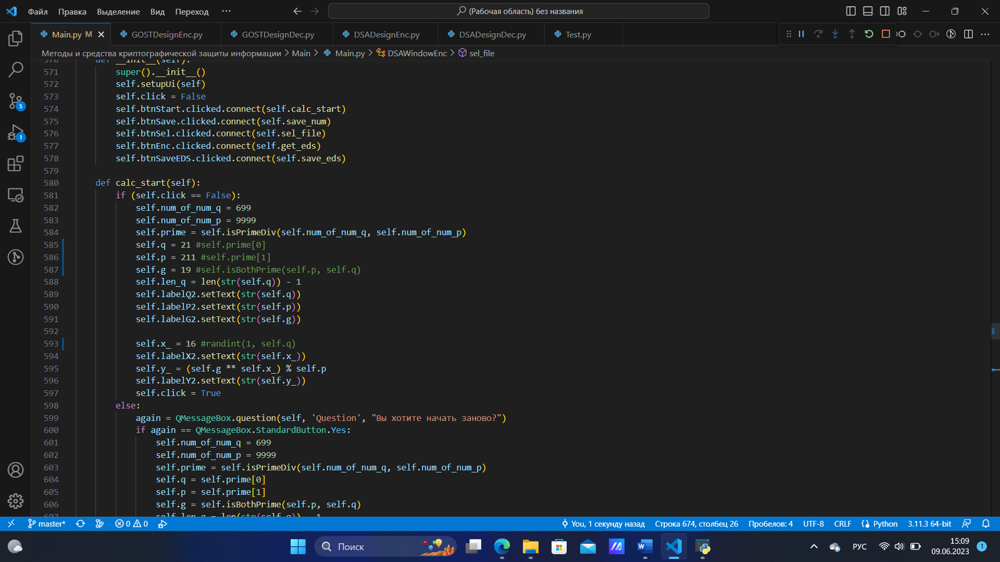 Файл Правка Выделение Вид Переход ··· (Рабочая область) без названия
Main.py M GOSTDesignEnc.py GOSTDesignDec.py DSADesignEnc.py DSADesignDec.py Test.py
Методы и средства криптографической защиты информации > Main > Main.py > DSAWindowEnc > sel_file
570 def __init__(self):
571 super().__init__()
572 self.setupUi(self)
573 self.click = False
574 self.btnStart.clicked.connect(self.calc_start)
575 self.btnSave.clicked.connect(self.save_num)
576 self.btnSel.clicked.connect(self.sel_file)
577 self.btnEnc.clicked.connect(self.get_eds)
578 self.btnSaveEDS.clicked.connect(self.save_eds)
579
580 def calc_start(self):
581 if (self.click == False):
582 self.num_of_num_q = 699
583 self.num_of_num_p = 9999
584 self.prime = self.isPrimeDiv(self.num_of_num_q, self.num_of_num_p)
585 self.q = 21 #self.prime[0]
586 self.p = 211 #self.prime[1]
587 self.g = 19 #self.isBothPrime(self.p, self.q)
588 self.len_q = len(str(self.q)) - 1
589 self.labelQ2.setText(str(self.q))
590 self.labelP2.setText(str(self.p))
591 self.labelG2.setText(str(self.g))
592
593 self.x_ = 16 #randint(1, self.q)
594 self.labelX2.setText(str(self.x_))
595 self.y_ = (self.g ** self.x_) % self.p
596 self.labelY2.setText(str(self.y_))
597 self.click = True
598 else:
599 again = QMessageBox.question(self, 'Question', "Вы хотите начать заново?")
600 if again == QMessageBox.StandardButton.Yes:
601 self.num_of_num_q = 699
602 self.num_of_num_p = 9999
603 self.prime = self.isPrimeDiv(self.num_of_num_q, self.num_of_num_p)
604 self.q = self.prime[0]
605 self.p = self.prime[1]
606 self.g = self.isBothPrime(self.p, self.q)
607 self.len_q = len(str(self.q)) - 1
5
1
master* 0 0 You, 1 секунду назад Строка 674, столбец 26 Пробелов: 4 UTF-8 CRLF Python 3.11.3 64-bit
Поиск РУС 15:09
09.06.2023 1